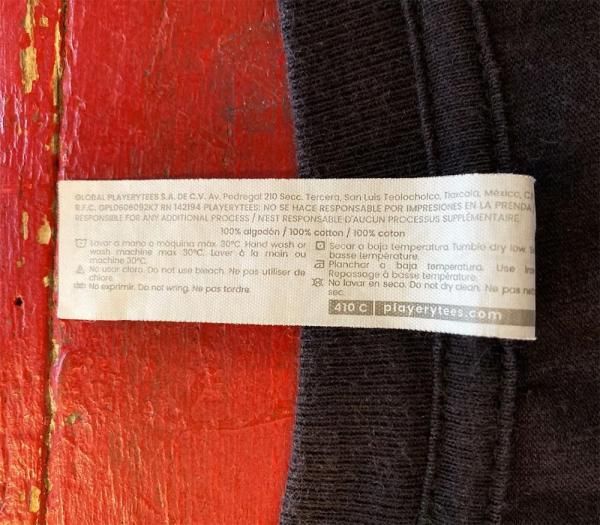 GLOBAL PLAYERYTEES S.A. DE C.V. Av. Pedregal 210 Secc. Tercera, San Luis Teolocholco, Tlaxcala, México, C
R.F.C. GPL0606092K7 RN 142194 PLAYERYTEES: NO SE HACE RESPONSABLE POR IMPRESIONES EN LA PRENDA
RESPONSIBLE FOR ANY ADDITIONAL PROCESS / N'EST RESPONSABLE D'AUCUN PROCESSUS SUPPLÉMENTAIRE.
100% algodón / 100% cotton / 100% coton
Lavar a mano o máquina máx. 30°C. Hand wash or
wash machine max 30°C. Laver à la main ou
machine 30°C.
No usar cloro. Do not use bleach. Ne pas utiliser de
chlore.
No exprimir. Do not wring. Ne pas tordre.
Secar a baja temperatura. Tumble dry low
basse température.
Planchar a baja temperatura. Use
Repassage à basse température.
No lavar en seco. Do not dry clean. Ne pas
sec.
410 C | playerytees.com